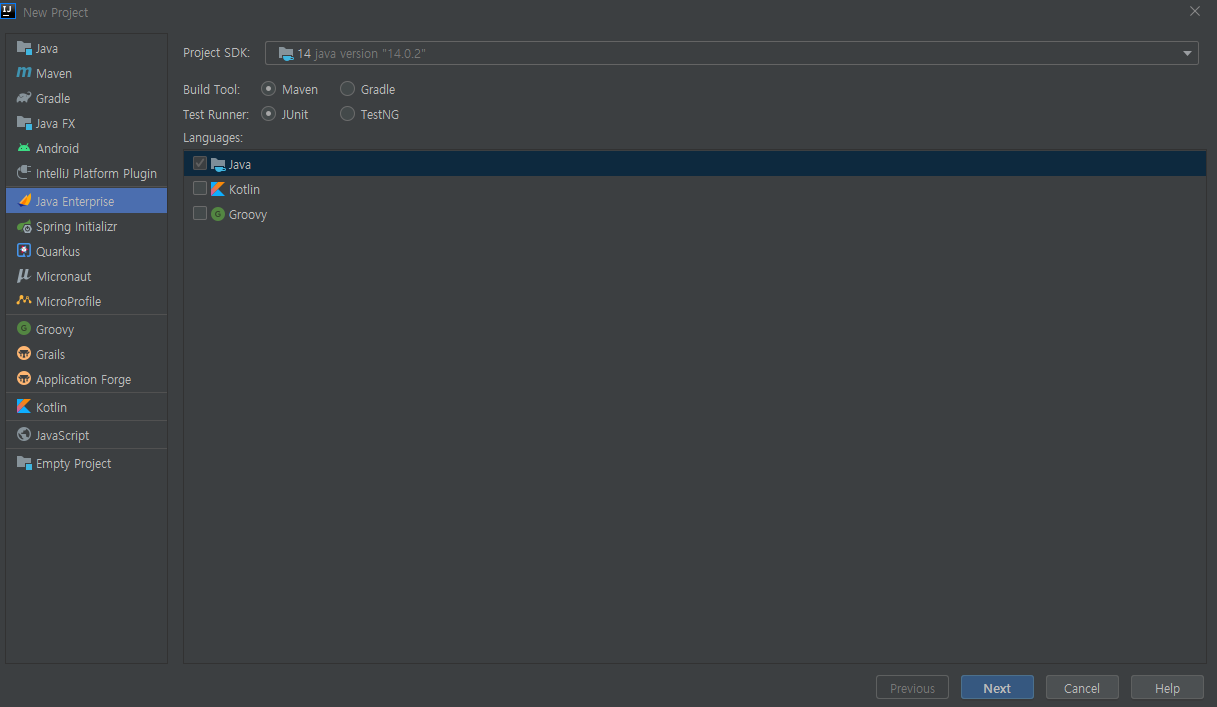 New Project
Java
Maven
Gradle
Java FX
Android
IntelliJ Platform Plugin
Java Enterprise
Spring Initializr
Quarkus
Micronaut
MicroProfile
Groovy
Grails
Application Forge
Kotlin
JavaScript
Empty Project
Project SDK: 14 java version "14.0.2"
Build Tool: Maven Gradle
Test Runner: JUnit TestNG
Languages:
Java
Kotlin
Groovy
Previous Next Cancel Help